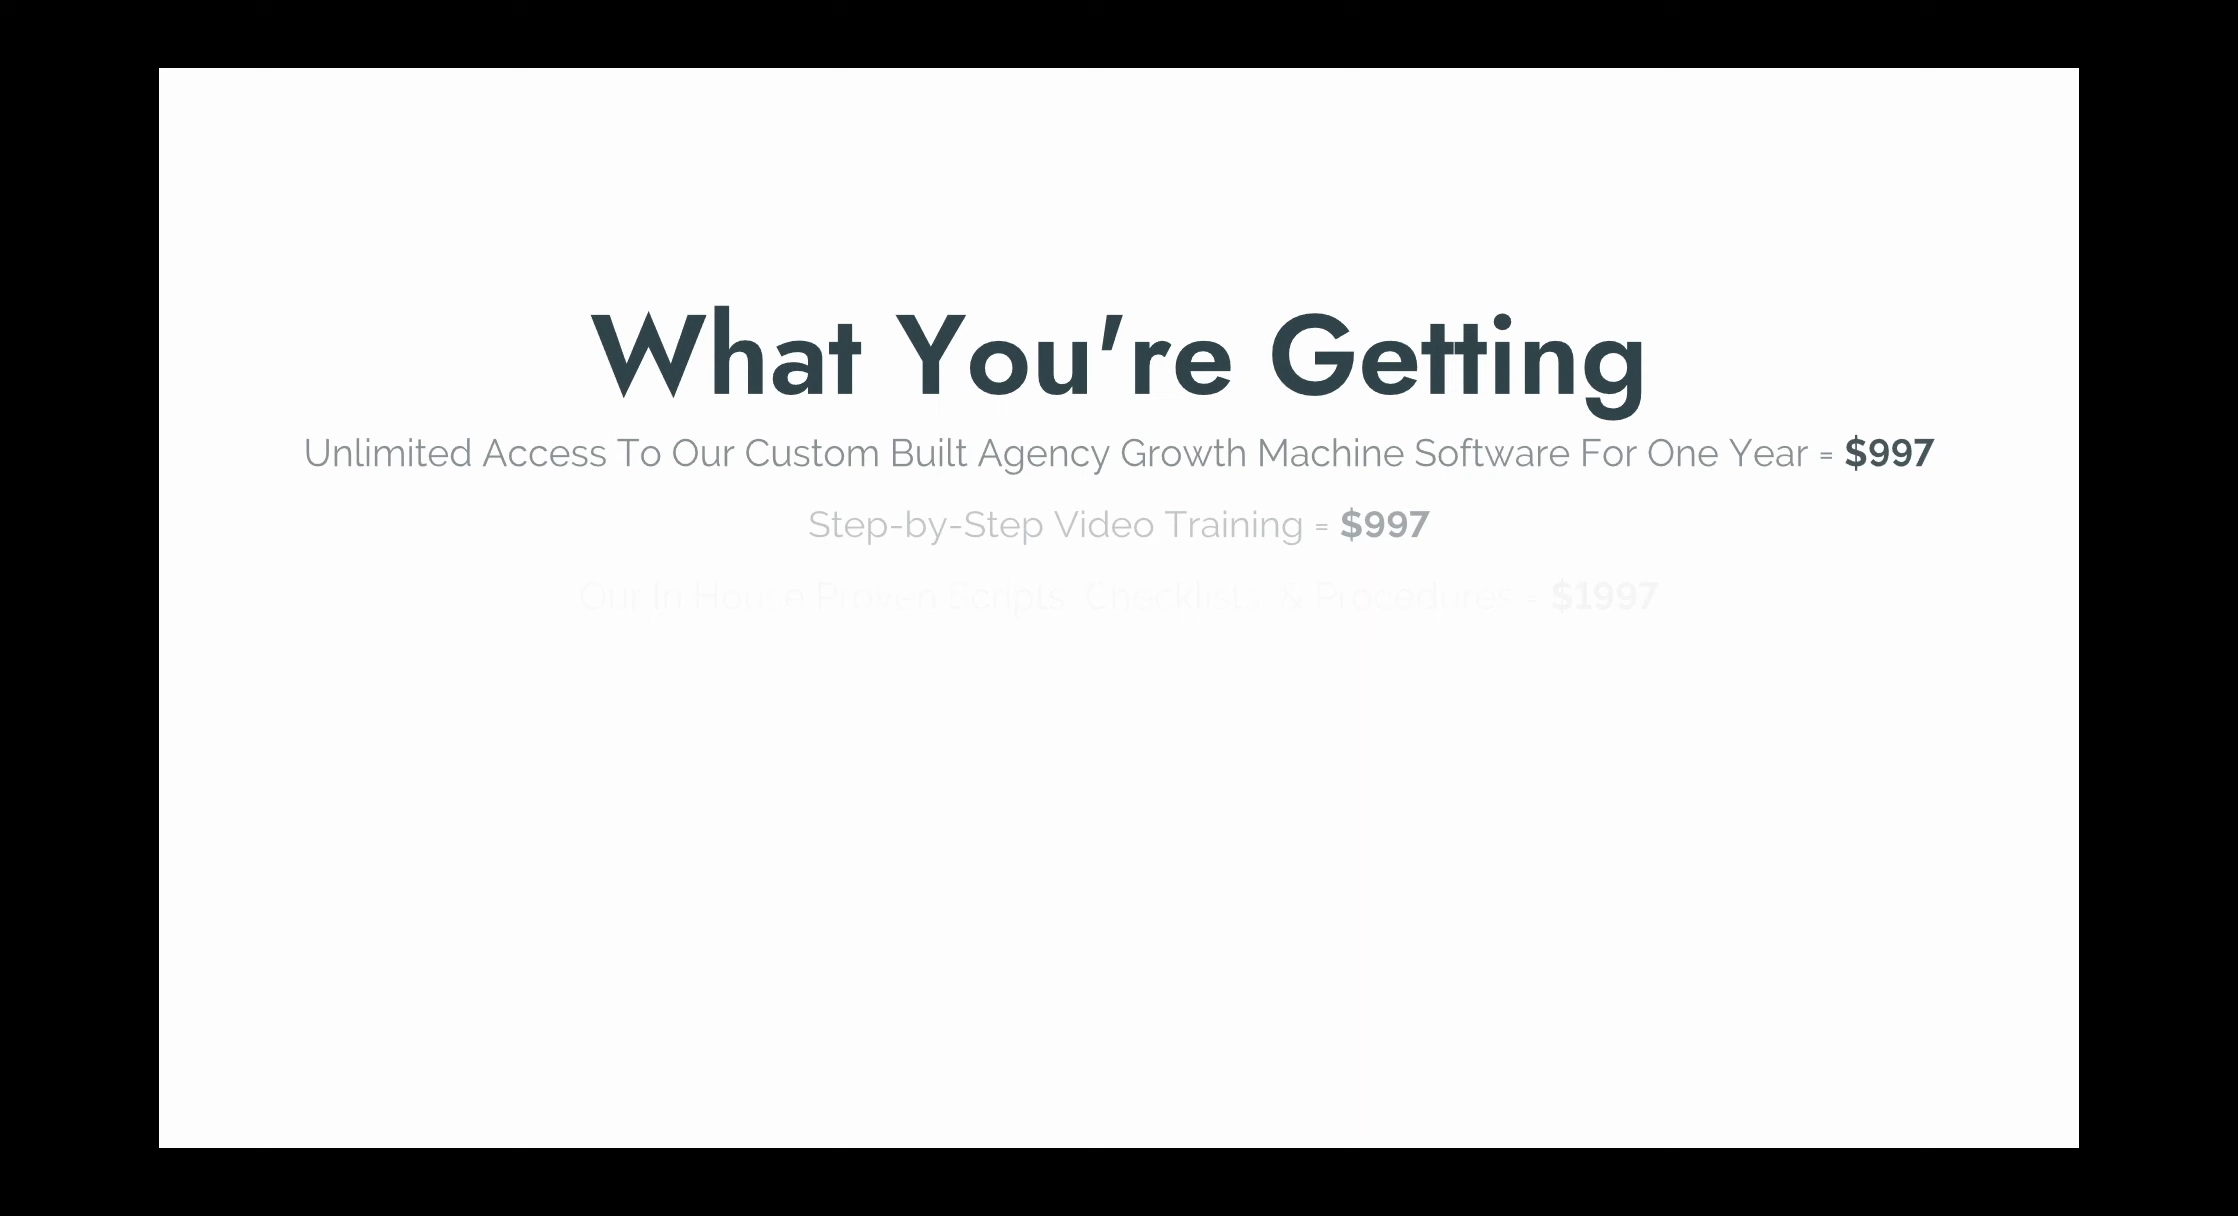 What You're Getting
Unlimited Access To Our Custom Built Agency Growth Machine Software For One Year = $997
Step-by-Step Video Training = $997
Our In House Proven Scripts, Checklists, & Procedures = $1997